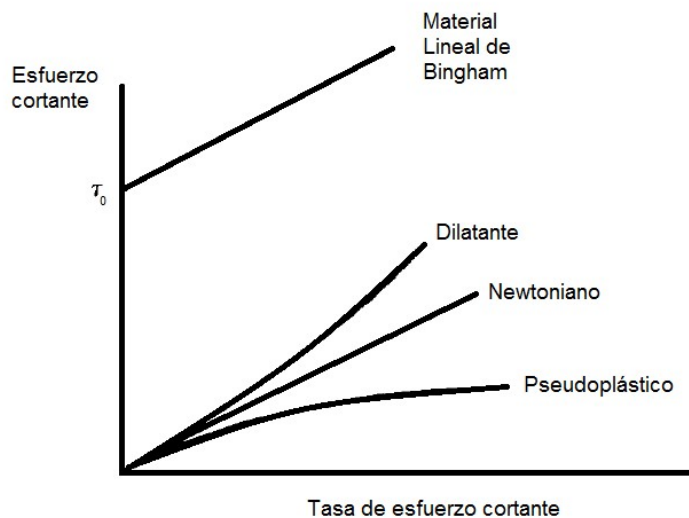 Material
Lineal de
Bingham
Esfuerzo
cortante
τ₀
Dilatante
Newtoniano
Pseudoplástico
Tasa de esfuerzo cortante